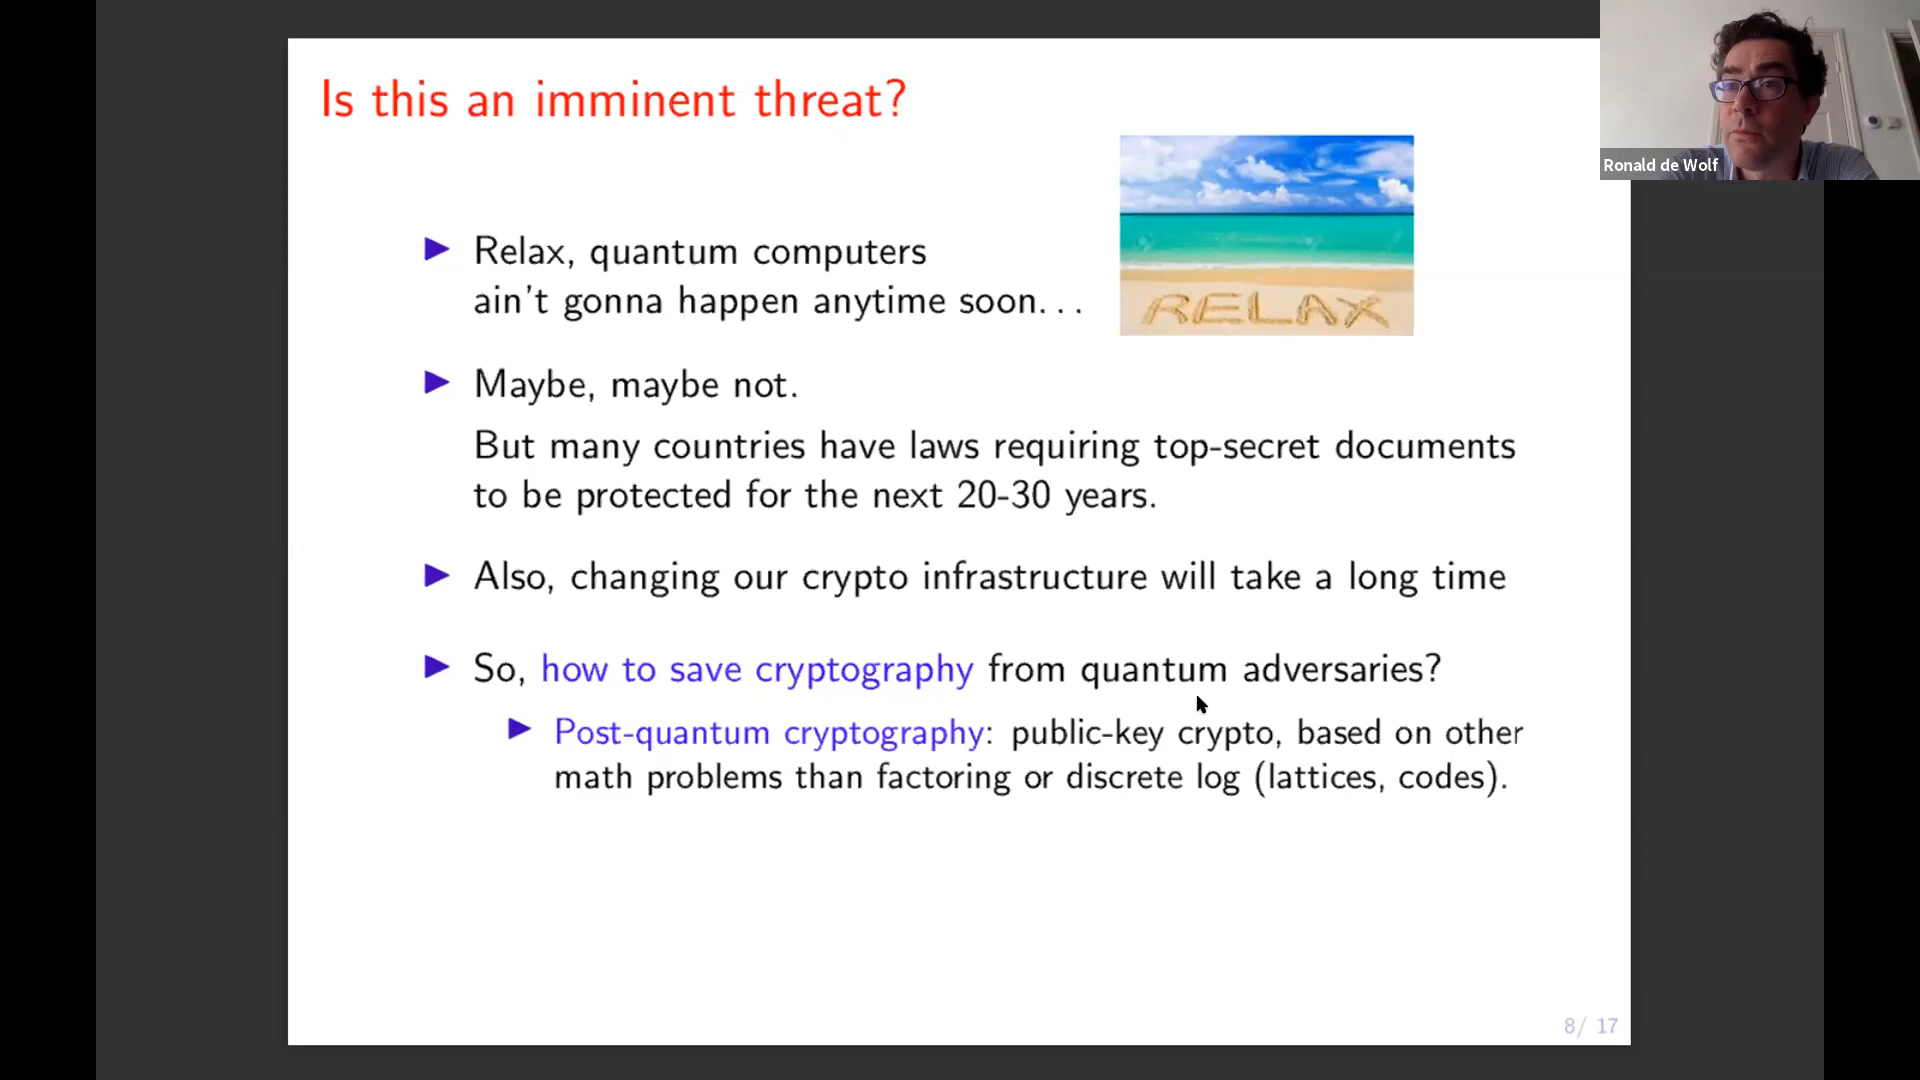 Is this an imminent threat?
Ronald de Wolf
RELAX
Relax, quantum computers
ain't gonna happen anytime soon...
Maybe, maybe not.
But many countries have laws requiring top-secret documents
to be protected for the next 20-30 years.
Also, changing our crypto infrastructure will take a long time
So, how to save cryptography from quantum adversaries?
Post-quantum cryptography: public-key crypto, based on other
math problems than factoring or discrete log (lattices, codes).
8/ 17